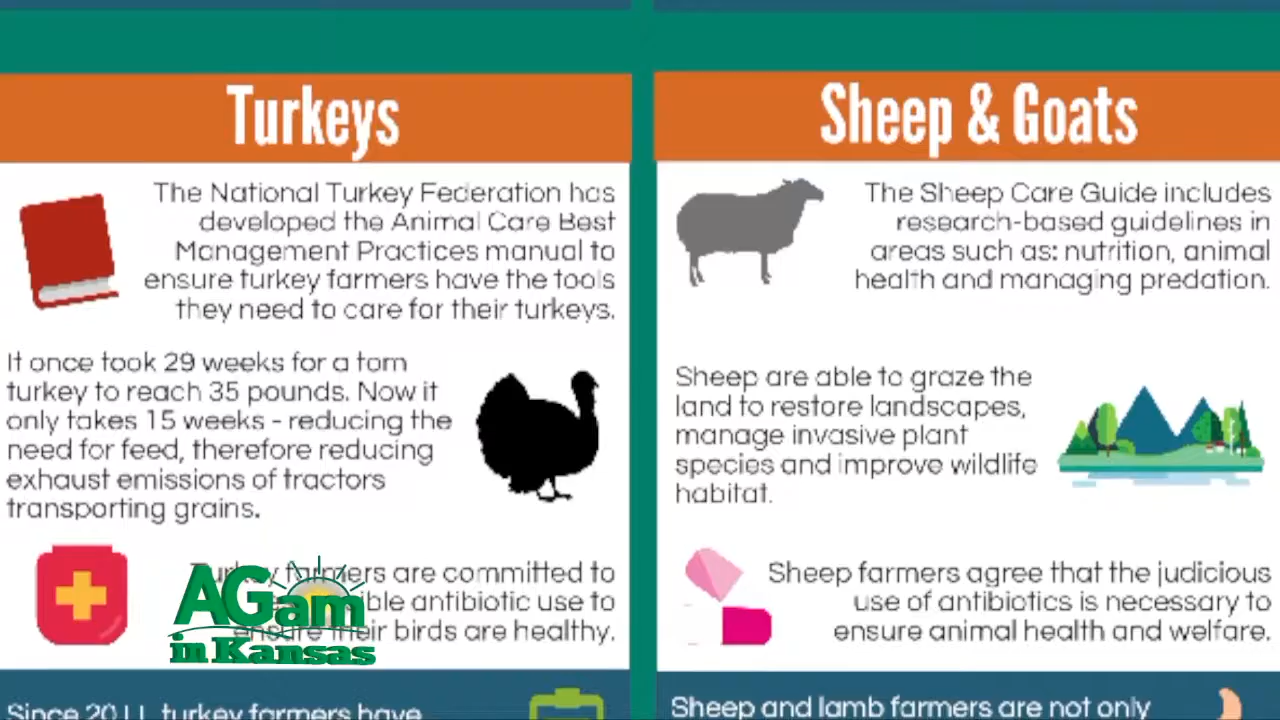 Turkeys
The National Turkey Federation has
developed the Animal Care Best
Management Practices manual to
ensure turkey farmers have the tools
they need to care for their turkeys.
It once took 29 weeks for a tom
turkey to reach 35 pounds. Now it
only takes 15 weeks - reducing the
need for feed, therefore reducing
exhaust emissions of tractors
transporting grains.
farmers are committed to
antibiotic use to
ensure their birds are healthy.
AGam
in Kansas
Since 2011, turkey farmers have
Sheep & Goats
The Sheep Care Guide includes
research-based guidelines in
areas such as: nutrition, animal
health and managing predation.
Sheep are able to graze the
land to restore landscapes,
manage invasive plant
species and improve wildlife
habitat.
Sheep farmers agree that the judicious
use of antibiotics is necessary to
ensure animal health and welfare.
Sheep and lamb farmers are not only